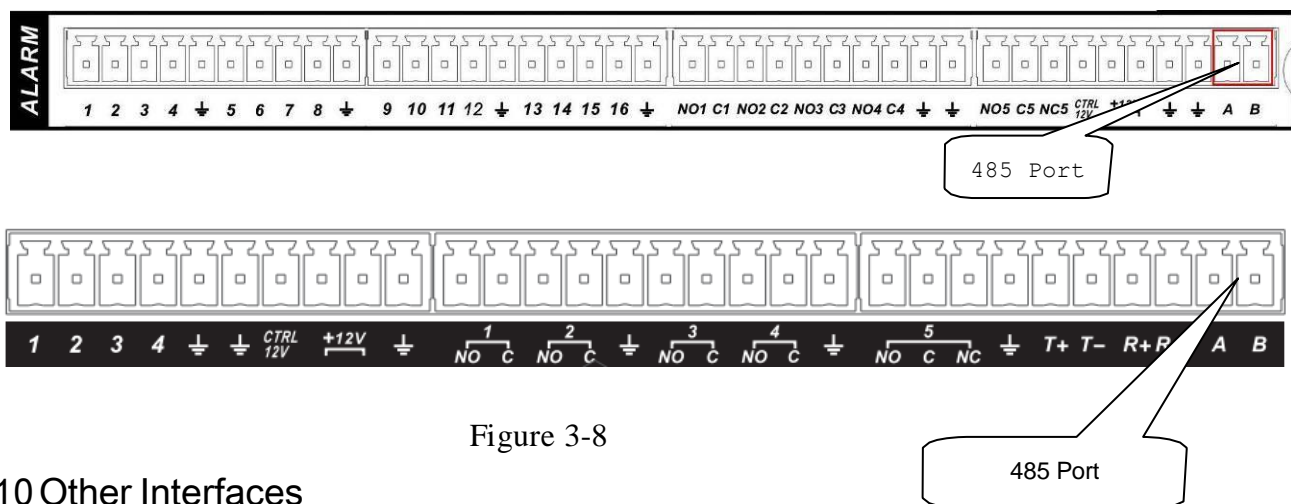 ALARM
1 2 3 4 ⏚ 5 6 7 8 ⏚ 9 10 11 12 ⏚ 13 14 15 16 ⏚ NO1 C1 NO2 C2 NO3 C3 NO4 C4 ⏚ ⏚ NO5 C5 NC5 CTRL 12V ⏚ ⏚ A B
485 Port
1 2 3 4 ⏚ ⏚ CTRL 12V +12V ⏚ 1 NO C 2 NO C ⏚ 3 NO C 4 NO C ⏚ 5 NO C NC ⏚ T+ T− R+ A B
Figure 3-8
485 Port
10 Other Interfaces